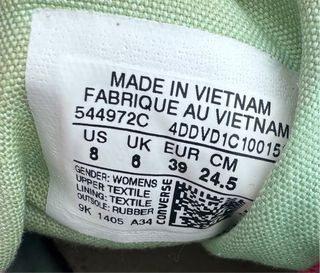 MADE IN VIETNAM
FABRIQUE AU VIETNAM
544972C 4DDVD1C10015
US UK EUR CM
8 6 39 24.5
GENDER: WOMENS
UPPER: TEXTILE
LINING: TEXTILE
OUTSOLE: RUBBER
9K 1405 A34
CONVERSE